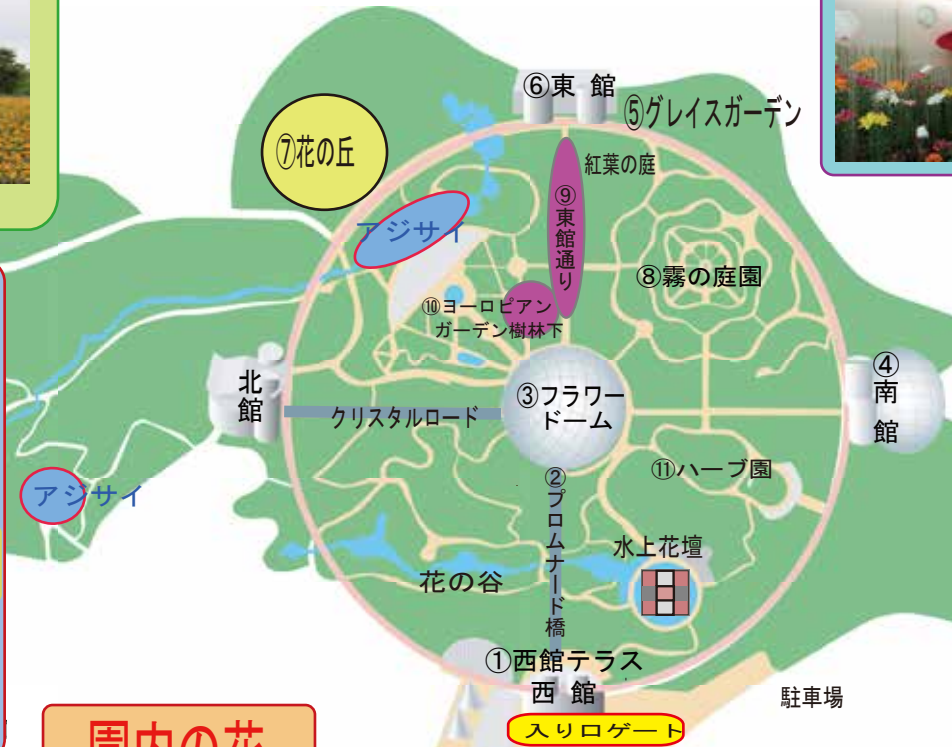 ⑥東 館
⑤グレイスガーデン
⑦花の丘
紅葉の庭
アジサイ
⑨東館通り
⑧霧の庭園
⑩ヨーロピアン
ガーデン樹林下
④
南
館
北
館
③フラワー
ドーム
クリスタルロード
⑪ハーブ園
アジサイ
②プロムナード橋
水上花壇
花の谷
①西館テラス
西 館
駐車場
入り口ゲート
園内の花